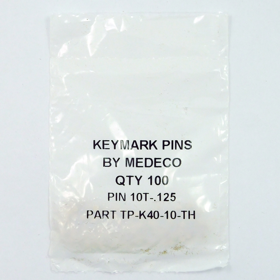 KEYMARK PINS
BY MEDECO
QTY 100
PIN 10T-.125
PART TP-K40-10-TH